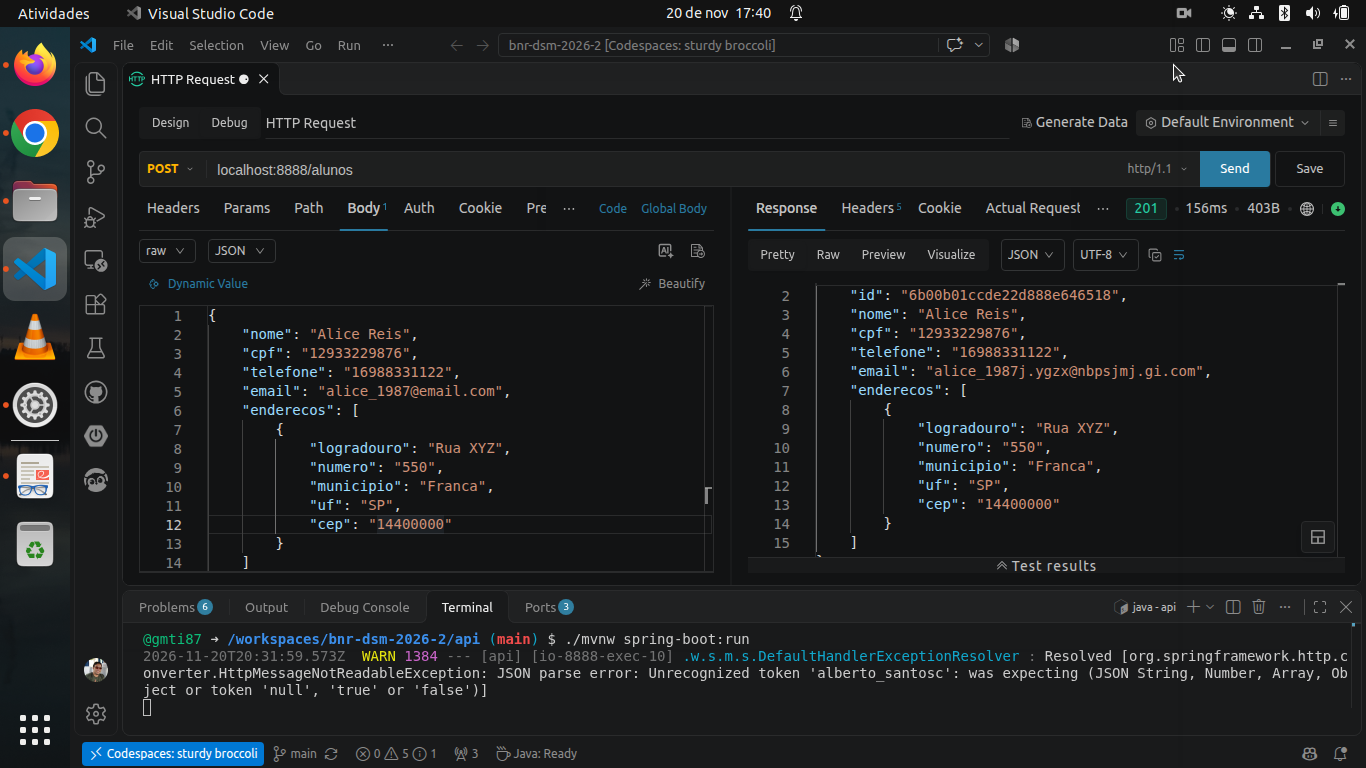 Atividades Visual Studio Code 20 de nov 17:40
File Edit Selection View Go Run ··· bnr-dsm-2026-2 [Codespaces: sturdy broccoli]
HTTP HTTP Request
Design Debug HTTP Request Generate Data Default Environment
POST localhost:8888/alunos http/1.1 Send Save
Headers Params Path Body 1 Auth Cookie Pre ··· Code Global Body
raw JSON
Dynamic Value Beautify
1 {
2 "nome": "Alice Reis",
3 "cpf": "12933229876",
4 "telefone": "16988331122",
5 "email": "alice_1987@email.com",
6 "enderecos": [
7 {
8 "logradouro": "Rua XYZ",
9 "numero": "550",
10 "municipio": "Franca",
11 "uf": "SP",
12 "cep": "14400000"
13 }
14 ]
Response Headers 5 Cookie Actual Request ··· 201 156ms 403B
Pretty Raw Preview Visualize JSON UTF-8
2 "id": "6b00b01ccde22d888e646518",
3 "nome": "Alice Reis",
4 "cpf": "12933229876",
5 "telefone": "16988331122",
6 "email": "alice_1987j.ygzx@nbpsjmj.gi.com",
7 "enderecos": [
8 {
9 "logradouro": "Rua XYZ",
10 "numero": "550",
11 "municipio": "Franca",
12 "uf": "SP",
13 "cep": "14400000"
14 }
15 ]
Test results
Problems 6 Output Debug Console Terminal Ports 3 java - api
@gmti87 → /workspaces/bnr-dsm-2026-2/api (main) $ ./mvnw spring-boot:run
2026-11-20T20:31:59.573Z WARN 1384 --- [api] [io-8888-exec-10] .w.s.m.s.DefaultHandlerExceptionResolver : Resolved [org.springframework.http.c
onverter.HttpMessageNotReadableException: JSON parse error: Unrecognized token 'alberto_santosc': was expecting (JSON String, Number, Array, Ob
ject or token 'null', 'true' or 'false')]
Codespaces: sturdy broccoli main 0 5 1 3 Java: Ready